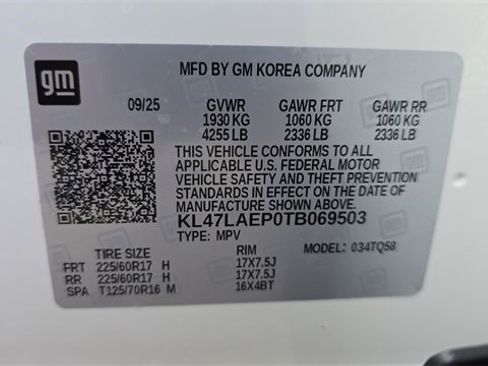 gm
MFD BY GM KOREA COMPANY
09/25 GVWR GAWR FRT GAWR RR
1930 KG 1060 KG 1060 KG
4255 LB 2336 LB 2336 LB
THIS VEHICLE CONFORMS TO ALL
APPLICABLE U.S. FEDERAL MOTOR
VEHICLE SAFETY AND THEFT PREVENTION
STANDARDS IN EFFECT ON THE DATE OF
MANUFACTURE SHOWN ABOVE.
KL47LAEP0TB069503
TYPE: MPV
TIRE SIZE RIM MODEL: 034TQ58
FRT 225/60R17 H 17X7.5J
RR 225/60R17 H 17X7.5J
SPA T125/70R16 M 16X4BT